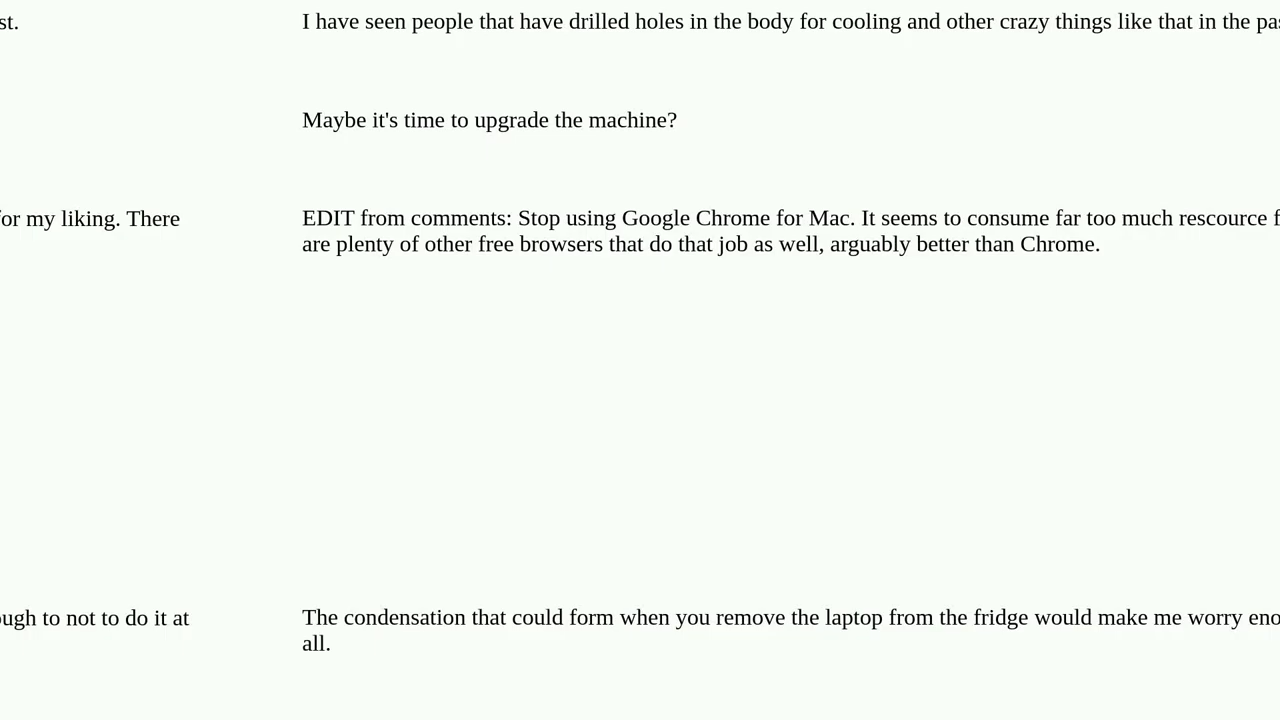 st.
I have seen people that have drilled holes in the body for cooling and other crazy things like that in the pas
Maybe it's time to upgrade the machine?
for my liking. There
EDIT from comments: Stop using Google Chrome for Mac. It seems to consume far too much rescource f
are plenty of other free browsers that do that job as well, arguably better than Chrome.
ough to not to do it at
The condensation that could form when you remove the laptop from the fridge would make me worry eno
all.